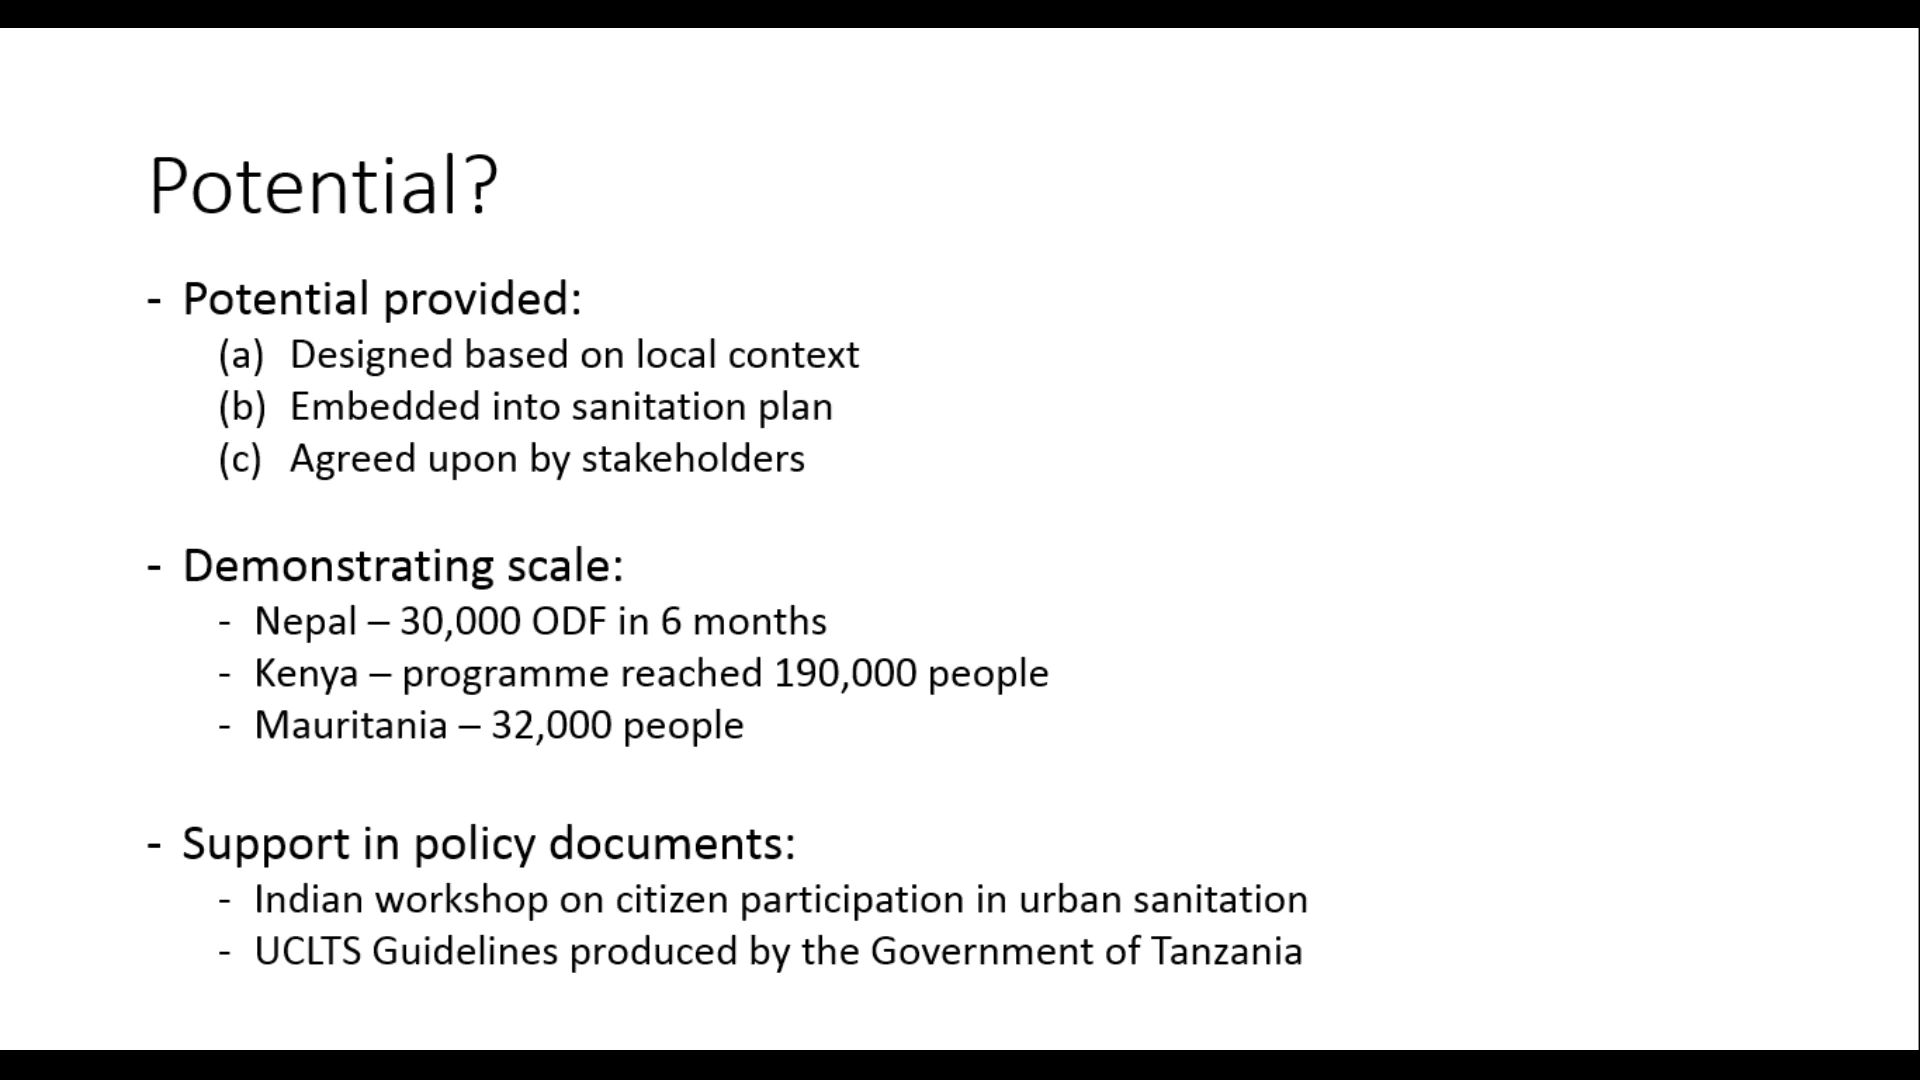 Potential?
- Potential provided:
(a) Designed based on local context
(b) Embedded into sanitation plan
(c) Agreed upon by stakeholders
- Demonstrating scale:
- Nepal – 30,000 ODF in 6 months
- Kenya – programme reached 190,000 people
- Mauritania – 32,000 people
- Support in policy documents:
- Indian workshop on citizen participation in urban sanitation
- UCLTS Guidelines produced by the Government of Tanzania